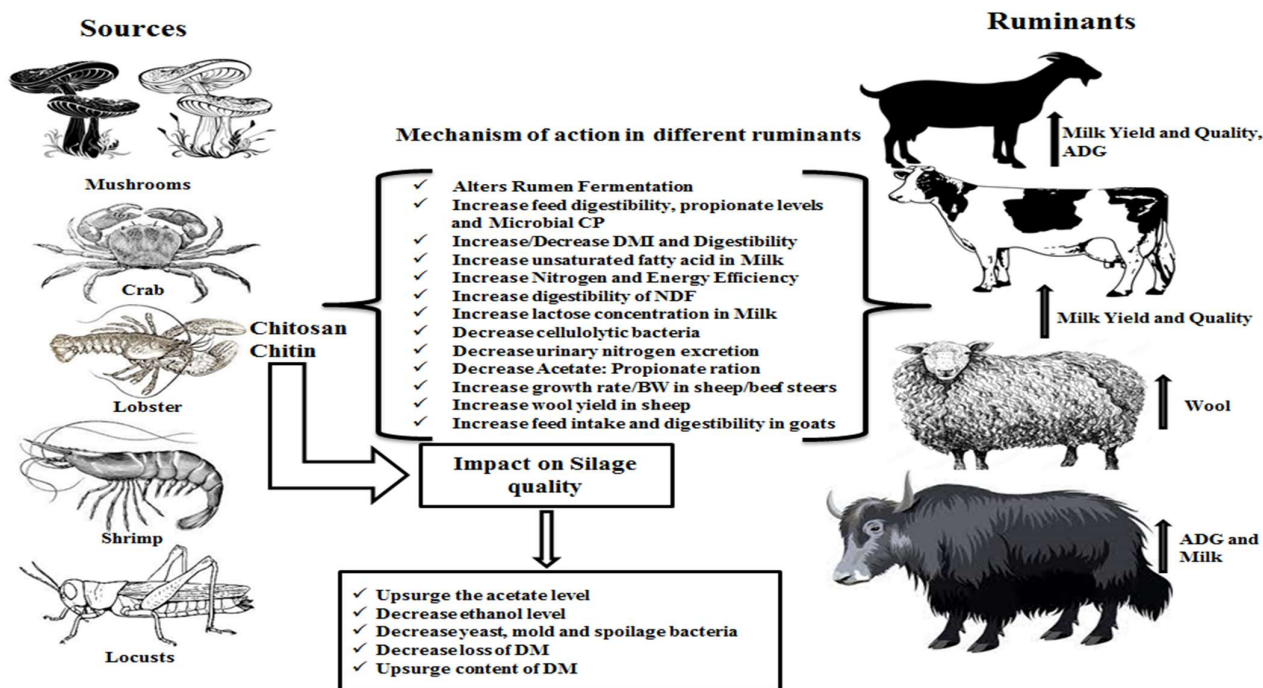 Sources
Mushrooms
Crab
Lobster
Shrimp
Locusts
Chitosan
Chitin
Mechanism of action in different ruminants
✓ Alters Rumen Fermentation
✓ Increase feed digestibility, propionate levels
and Microbial CP
✓ Increase/Decrease DMI and Digestibility
✓ Increase unsaturated fatty acid in Milk
✓ Increase Nitrogen and Energy Efficiency
✓ Increase digestibility of NDF
✓ Increase lactose concentration in Milk
✓ Decrease cellulolytic bacteria
✓ Decrease urinary nitrogen excretion
✓ Decrease Acetate: Propionate ration
✓ Increase growth rate/BW in sheep/beef steers
✓ Increase wool yield in sheep
✓ Increase feed intake and digestibility in goats
Impact on Silage
quality
✓ Upsurge the acetate level
✓ Decrease ethanol level
✓ Decrease yeast, mold and spoilage bacteria
✓ Decrease loss of DM
✓ Upsurge content of DM
Ruminants
Milk Yield and Quality,
ADG
Milk Yield and Quality
Wool
ADG and
Milk